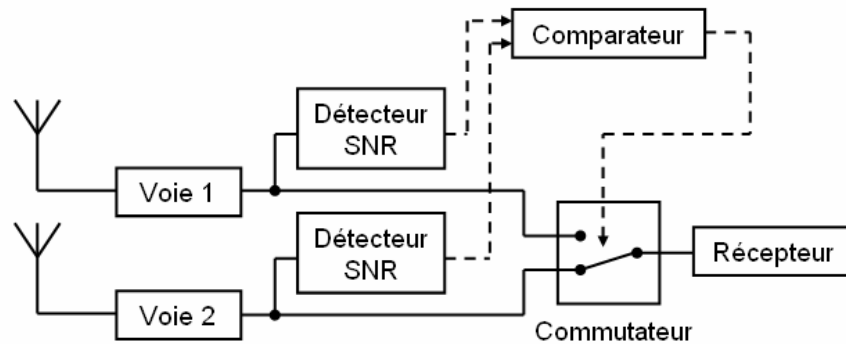 Comparateur
Détecteur
SNR
Voie 1
Détecteur
SNR
Récepteur
Voie 2
Commutateur